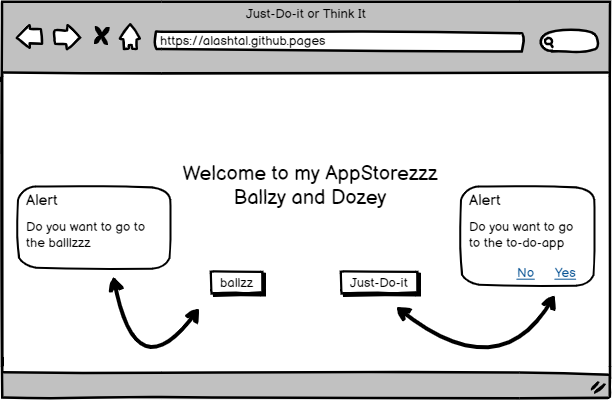 Just-Do-it or Think It
https://alashtal.github.pages
Welcome to my AppStorezzz
Ballzy and Dozey
Alert
Do you want to go to
the balllzzz
Alert
Do you want to go
to the to-do-app
No Yes
ballzz
Just-Do-it